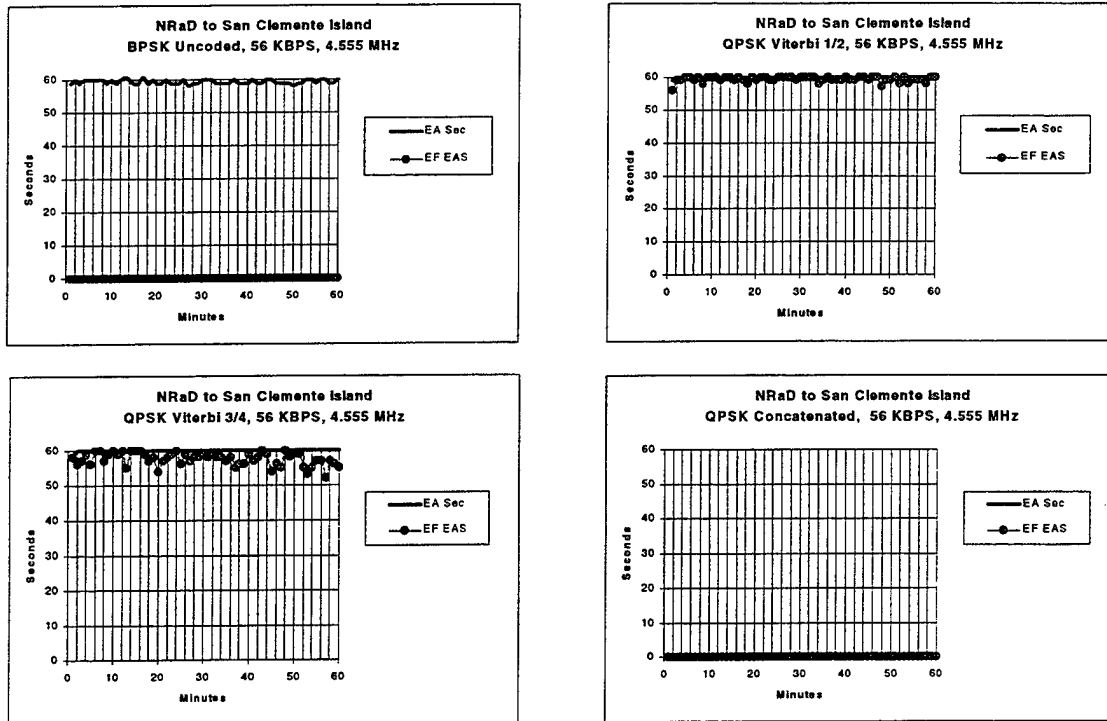 NRaD to San Clemente Island
BPSK Uncoded, 56 KBPS, 4.555 MHz
60
50
40
30
20
10
0
Seconds
0 10 20 30 40 50 60
Minutes
EA Sec
EF EAS
NRaD to San Clemente Island
QPSK Viterbi 1/2, 56 KBPS, 4.555 MHz
60
50
40
30
20
10
0
Seconds
0 10 20 30 40 50 60
Minutes
EA Sec
EF EAS
NRaD to San Clemente Island
QPSK Viterbi 3/4, 56 KBPS, 4.555 MHz
60
50
40
30
20
10
0
Seconds
0 10 20 30 40 50 60
Minutes
EA Sec
EF EAS
NRaD to San Clemente Island
QPSK Concatenated, 56 KBPS, 4.555 MHz
60
50
40
30
20
10
0
Seconds
0 10 20 30 40 50 60
Minutes
EA Sec
EF EAS